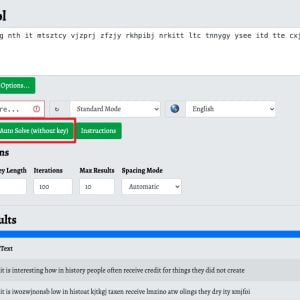 ol
g nth it mtsztcy vjzprj zfzjy rkhpibj nrkitt ltc tnnygy ysee itd tte cxj
Options...
re...
Standard Mode
English
Auto Solve (without key)
Instructions
ns
ey Length
Iterations
Max Results
Spacing Mode
100
10
Automatic
ults
Text
it is interesting how in history people often receive credit for things they did not create
it is iwozwjnonsb low in histoat kjtkgj taxen receive lmzino atw olings they dry ity xmjfoi